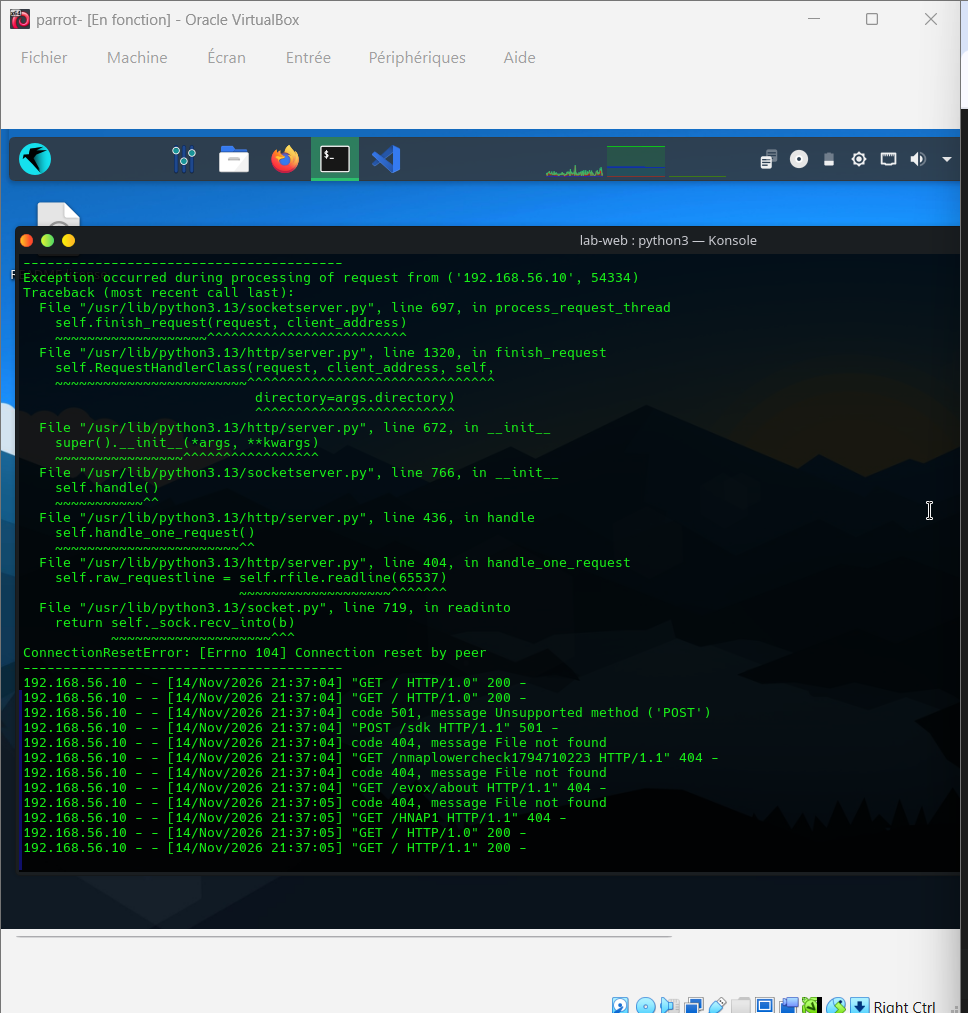 parrot- [En fonction] - Oracle VirtualBox
Fichier Machine Écran Entrée Périphériques Aide
lab-web : python3 — Konsole
----------------------------------------
Exception occurred during processing of request from ('192.168.56.10', 54334)
Traceback (most recent call last):
  File "/usr/lib/python3.13/socketserver.py", line 697, in process_request_thread
    self.finish_request(request, client_address)
    ~~~~~~~~~~~~~~~~~~~^^^^^^^^^^^^^^^^^^^^^^^^^
  File "/usr/lib/python3.13/http/server.py", line 1320, in finish_request
    self.RequestHandlerClass(request, client_address, self,
    ~~~~~~~~~~~~~~~~~~~~~~~~^^^^^^^^^^^^^^^^^^^^^^^^^^^^^^^
                             directory=args.directory)
                             ^^^^^^^^^^^^^^^^^^^^^^^^^
  File "/usr/lib/python3.13/http/server.py", line 672, in __init__
    super().__init__(*args, **kwargs)
    ~~~~~~~~~~~~~~~~^^^^^^^^^^^^^^^^^
  File "/usr/lib/python3.13/socketserver.py", line 766, in __init__
    self.handle()
    ~~~~~~~~~~~^^
  File "/usr/lib/python3.13/http/server.py", line 436, in handle
    self.handle_one_request()
    ~~~~~~~~~~~~~~~~~~~~~~~^^
  File "/usr/lib/python3.13/http/server.py", line 404, in handle_one_request
    self.raw_requestline = self.rfile.readline(65537)
                           ~~~~~~~~~~~~~~~~~~~^^^^^^^
  File "/usr/lib/python3.13/socket.py", line 719, in readinto
    return self._sock.recv_into(b)
           ~~~~~~~~~~~~~~~~~~~~^^^
ConnectionResetError: [Errno 104] Connection reset by peer
----------------------------------------
192.168.56.10 - - [14/Nov/2026 21:37:04] "GET / HTTP/1.0" 200 -
192.168.56.10 - - [14/Nov/2026 21:37:04] "GET / HTTP/1.0" 200 -
192.168.56.10 - - [14/Nov/2026 21:37:04] code 501, message Unsupported method ('POST')
192.168.56.10 - - [14/Nov/2026 21:37:04] "POST /sdk HTTP/1.1" 501 -
192.168.56.10 - - [14/Nov/2026 21:37:04] code 404, message File not found
192.168.56.10 - - [14/Nov/2026 21:37:04] "GET /nmaplowercheck1794710223 HTTP/1.1" 404 -
192.168.56.10 - - [14/Nov/2026 21:37:04] code 404, message File not found
192.168.56.10 - - [14/Nov/2026 21:37:04] "GET /evox/about HTTP/1.1" 404 -
192.168.56.10 - - [14/Nov/2026 21:37:05] code 404, message File not found
192.168.56.10 - - [14/Nov/2026 21:37:05] "GET /HNAP1 HTTP/1.1" 404 -
192.168.56.10 - - [14/Nov/2026 21:37:05] "GET / HTTP/1.0" 200 -
192.168.56.10 - - [14/Nov/2026 21:37:05] "GET / HTTP/1.1" 200 -
Right Ctrl